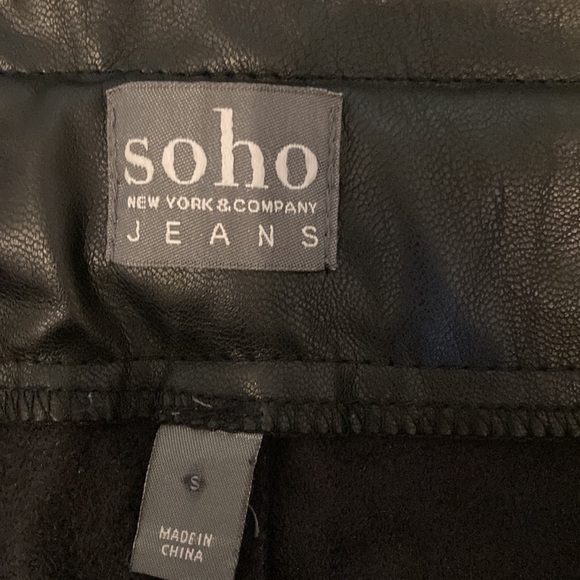 soho
NEW YORK & COMPANY
JEANS
S
MADE IN
CHINA